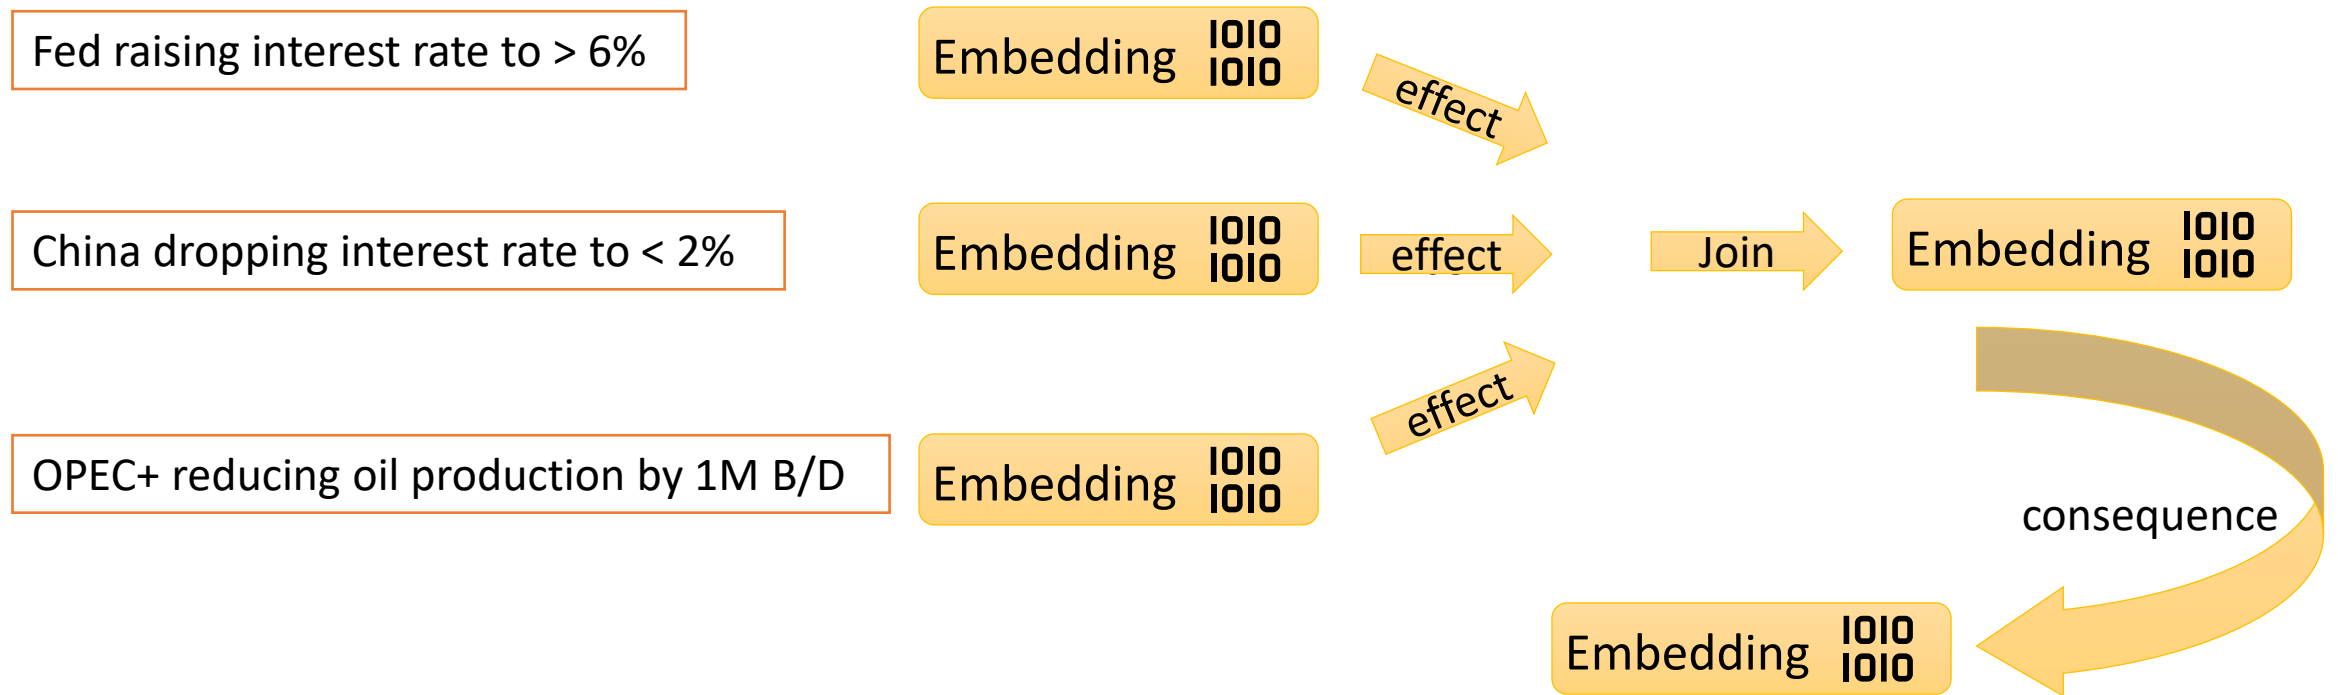 Fed raising interest rate to > 6%
Embedding
1010
1010
effect
China dropping interest rate to < 2%
Embedding
1010
1010
effect
Join
Embedding
1010
1010
OPEC+ reducing oil production by 1M B/D
Embedding
1010
1010
effect
consequence
Embedding
1010
1010